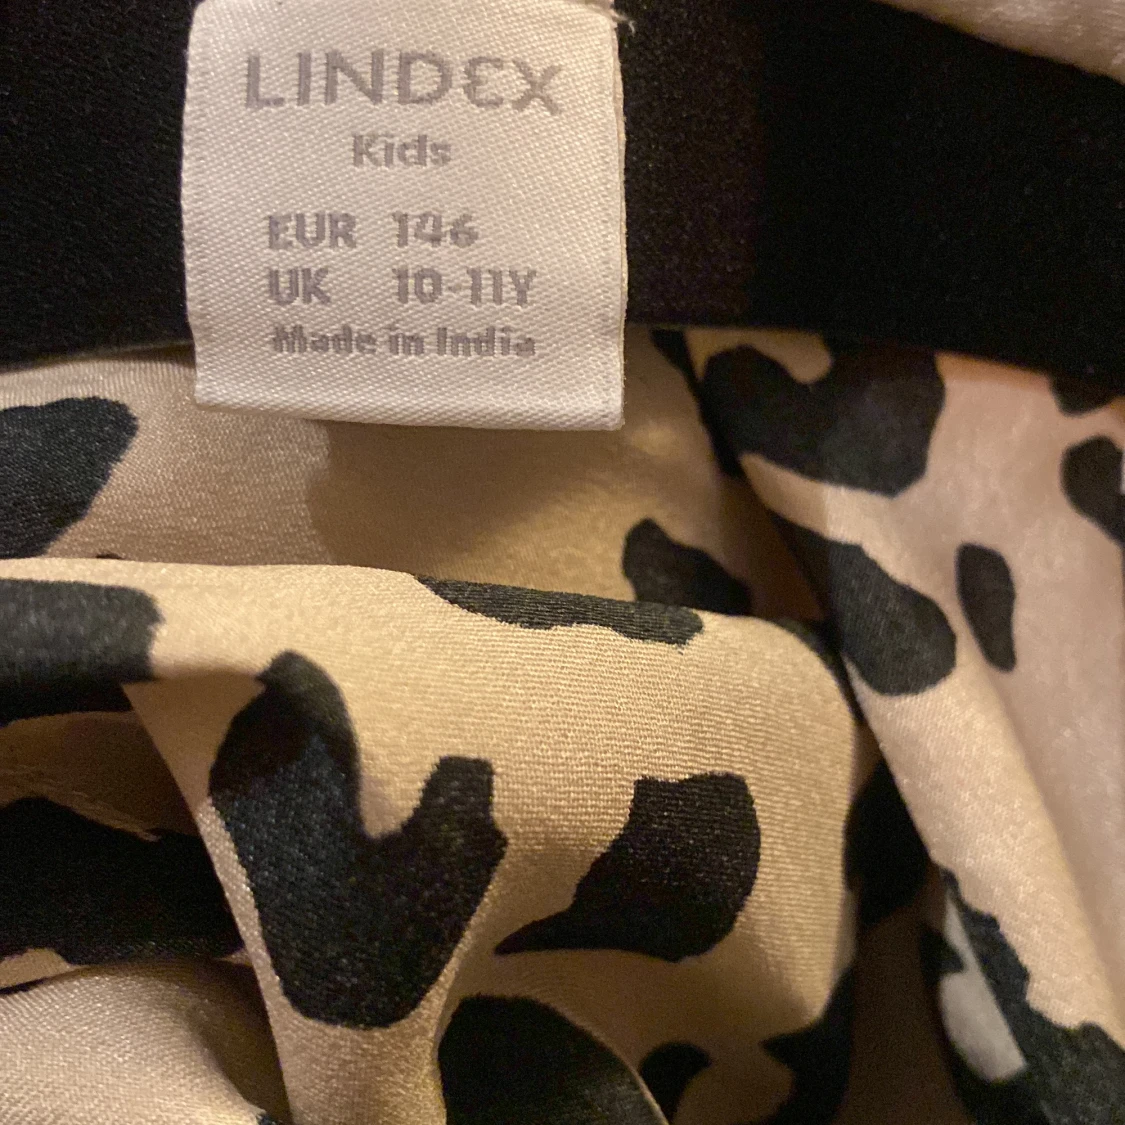 LINDEX
Kids
EUR 146
UK 10-11Y
Made in India